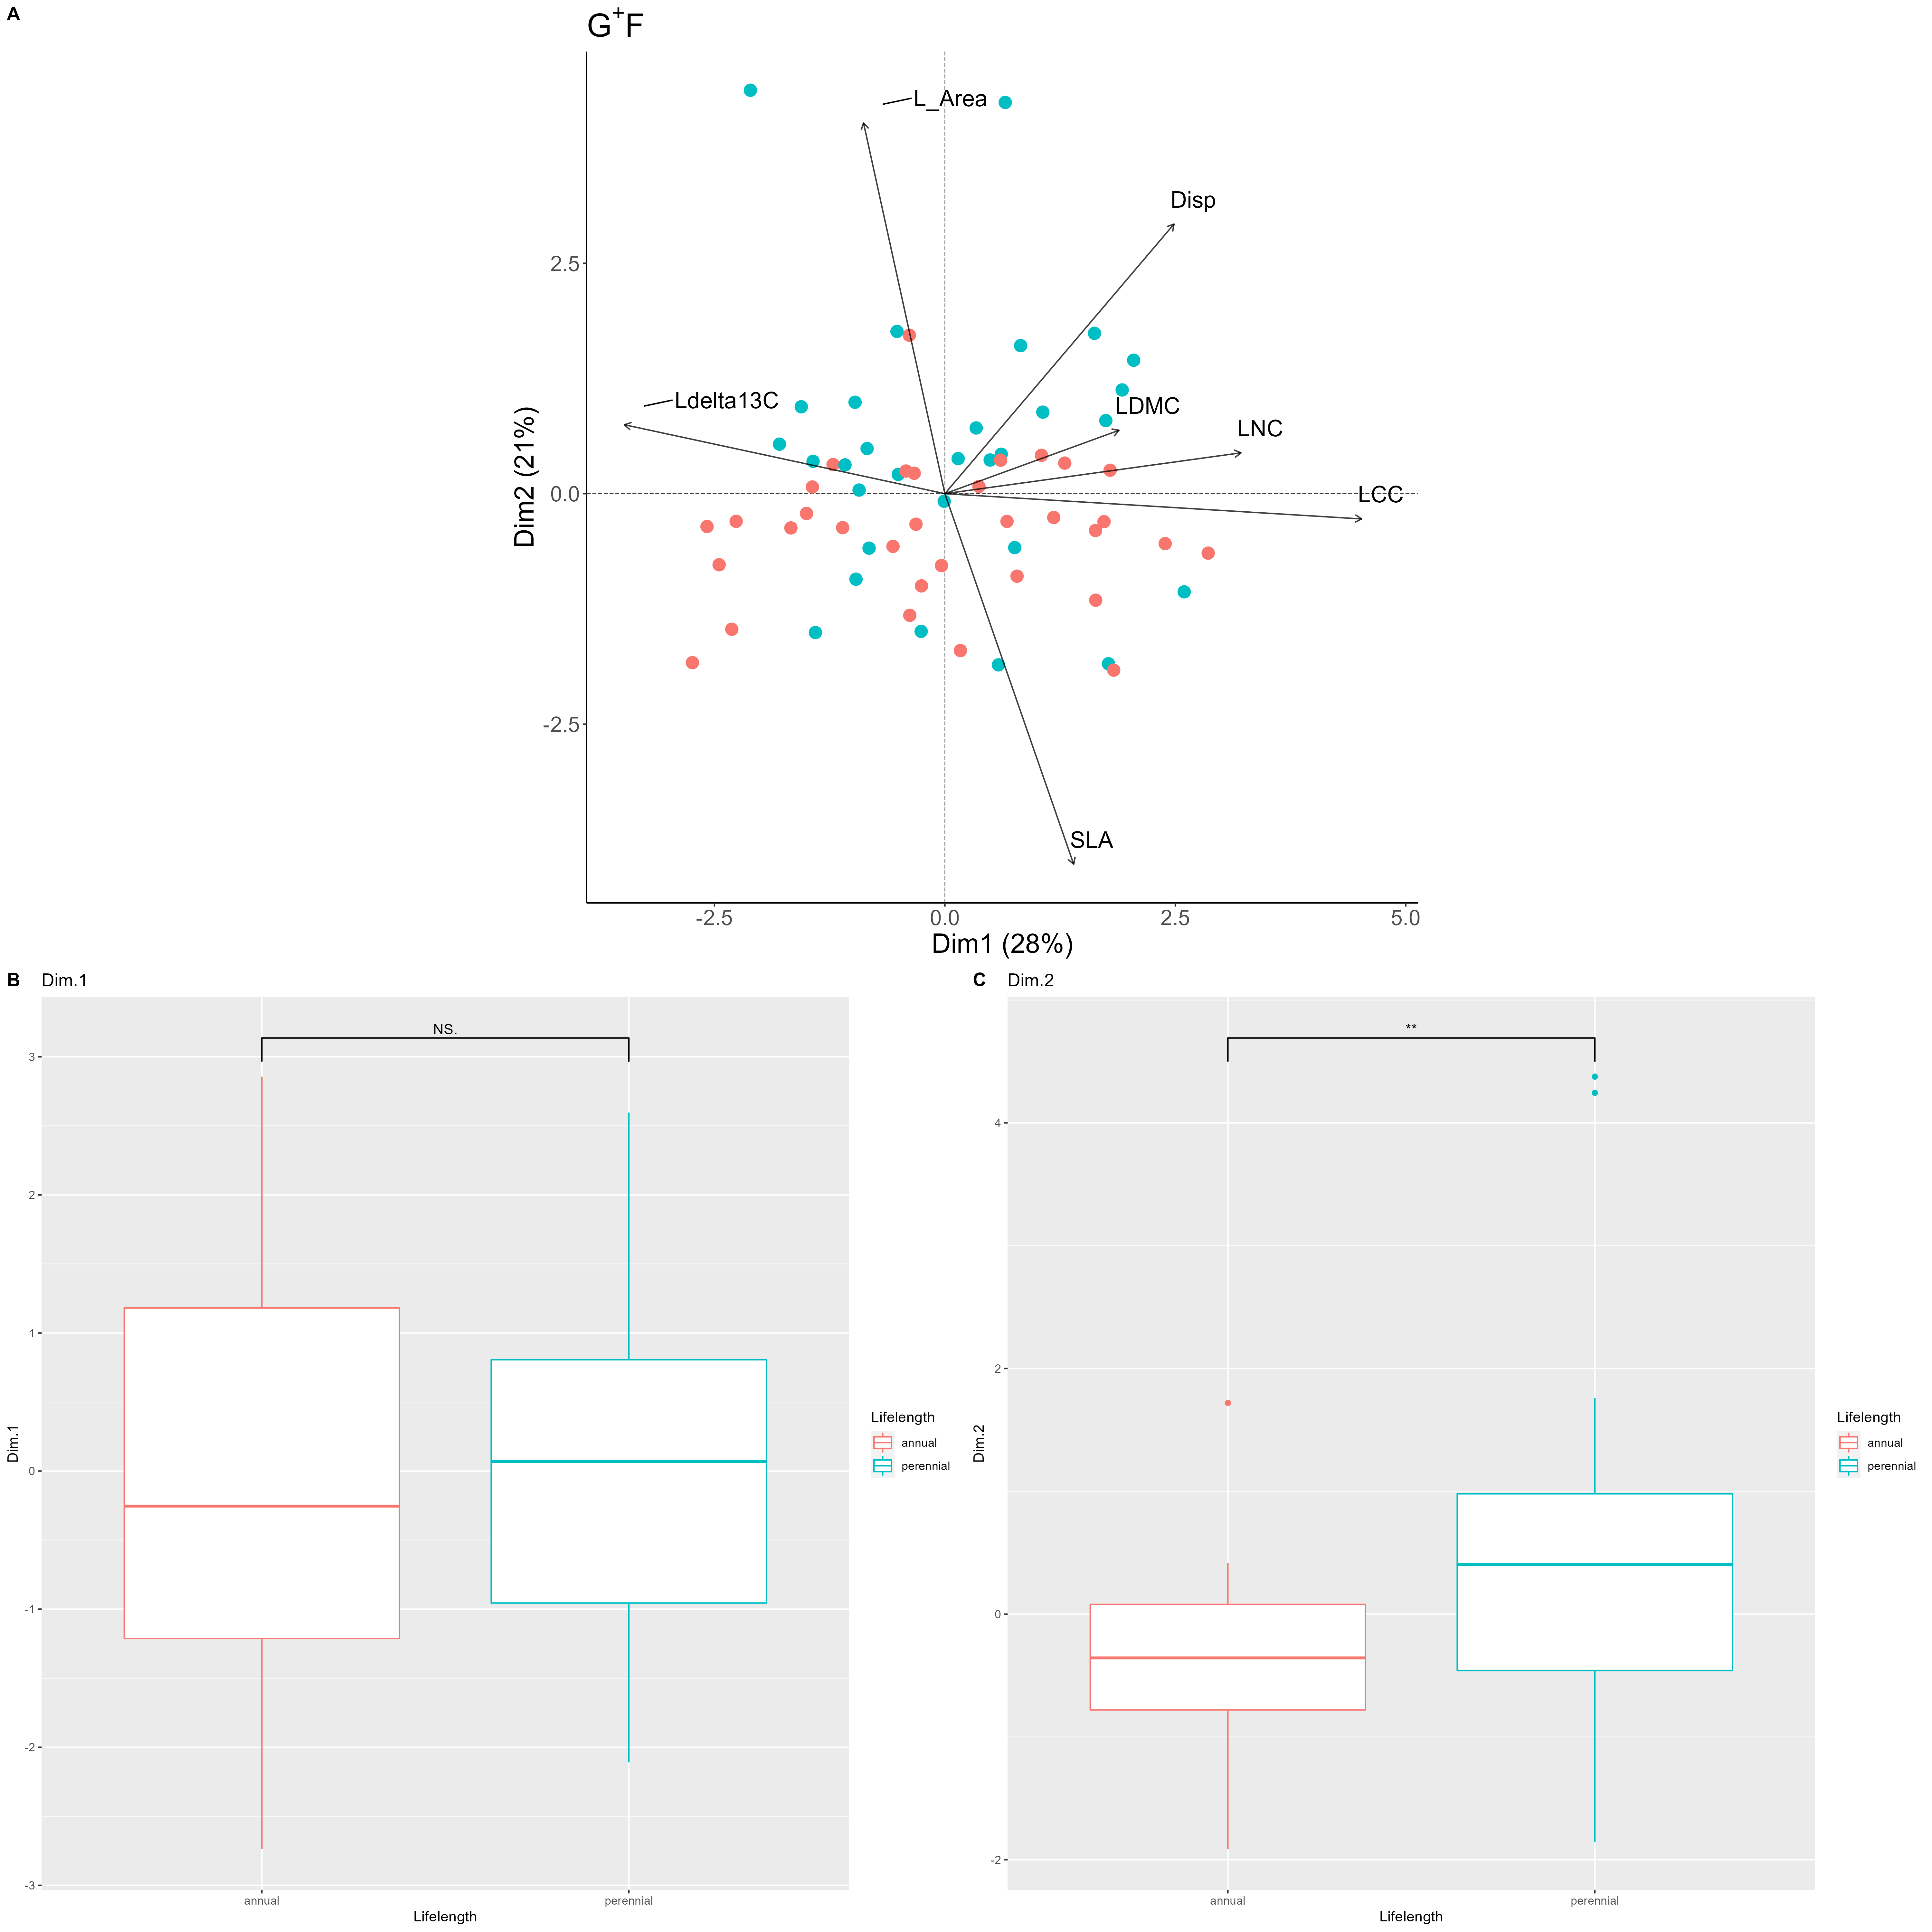 A
G⁺F
L_Area
Disp
2.5
Ldelta13C
LDMC
LNC
Dim2 (21%)
0.0
LCC
-2.5
SLA
-2.5 0.0 2.5 5.0
Dim1 (28%)
B Dim.1
NS.
3
2
1
0
-1
-2
-3
Dim.1
annual perennial
Lifelength
Lifelength
annual
perennial
C Dim.2
**
4
2
0
-2
Dim.2
annual perennial
Lifelength
Lifelength
annual
perennial